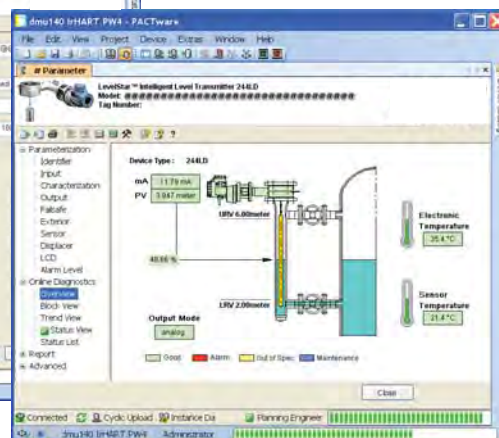 dmu140 IrHART.PW4 - PACTware
File Edit View Project Device Extras Window Help
# Parameter
LevelStar™ Intelligent Level Transmitter 244LD
Model: ####################################
Tag Number:
Parameterization
Identifier
Input
Characterization
Output
Failsafe
Exterior
Sensor
Displacer
LCD
Alarm Level
Online Diagnostics
Overview
Block View
Trend View
Status View
Status List
Report
Advanced
Device Type: 244LD
mA 11.79 mA
PV 3.947 meter
URV 6.00meter
48.66 %
LRV 2.00meter
Output Mode
analog
Electronic
Temperature
35.4 °C
Sensor
Temperature
21.4 °C
Good Alarm Out of Spec Maintenance
Close
Connected Cyclic Upload Instance Da Planning Engineer
dmu140 IrHART.PW4 Administrator